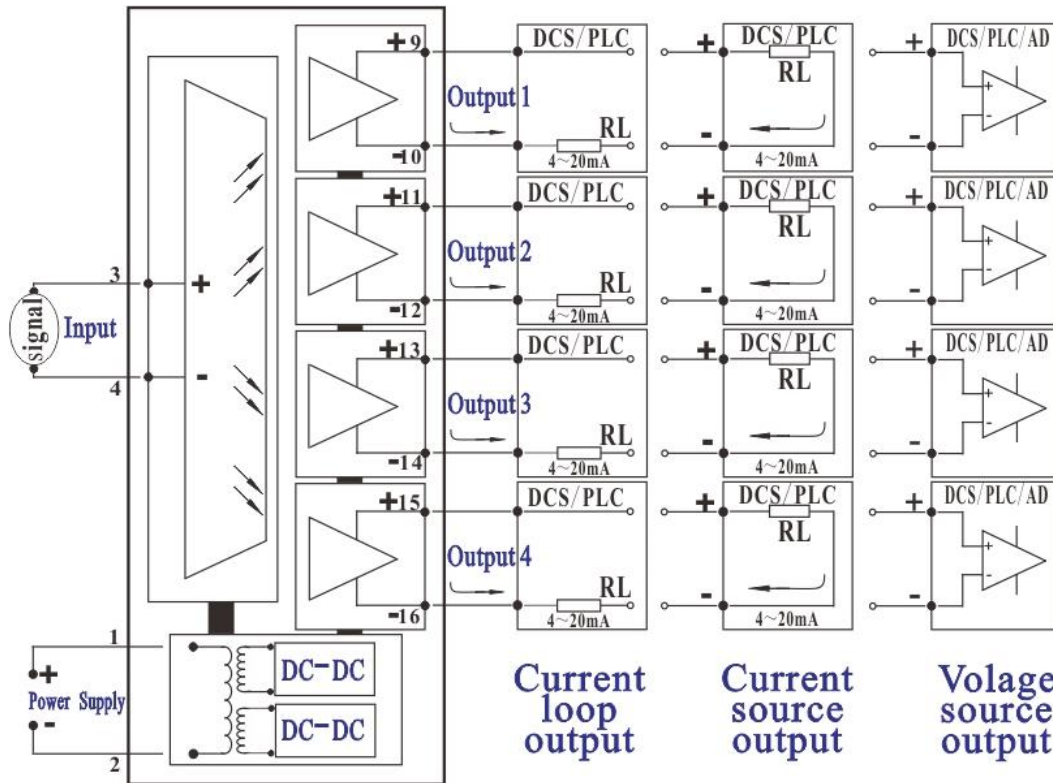 + 9 DCS/PLC + DCS/PLC + DCS/PLC/AD
RL +
Output 1 -
RL
-10 4～20mA - 4～20mA -
+11 DCS/PLC + DCS/PLC + DCS/PLC/AD
RL +
Output 2 -
RL
-12 4～20mA - 4～20mA -
3 +
signal Input
4 -
+13 DCS/PLC + DCS/PLC + DCS/PLC/AD
RL +
Output 3 -
RL
-14 4～20mA - 4～20mA -
+15 DCS/PLC + DCS/PLC + DCS/PLC/AD
RL +
Output 4 -
RL
-16 4～20mA - 4～20mA -
1
+
Power Supply
-
2
DC-DC
DC-DC
Current
loop
output
Current
source
output
Volage
source
output